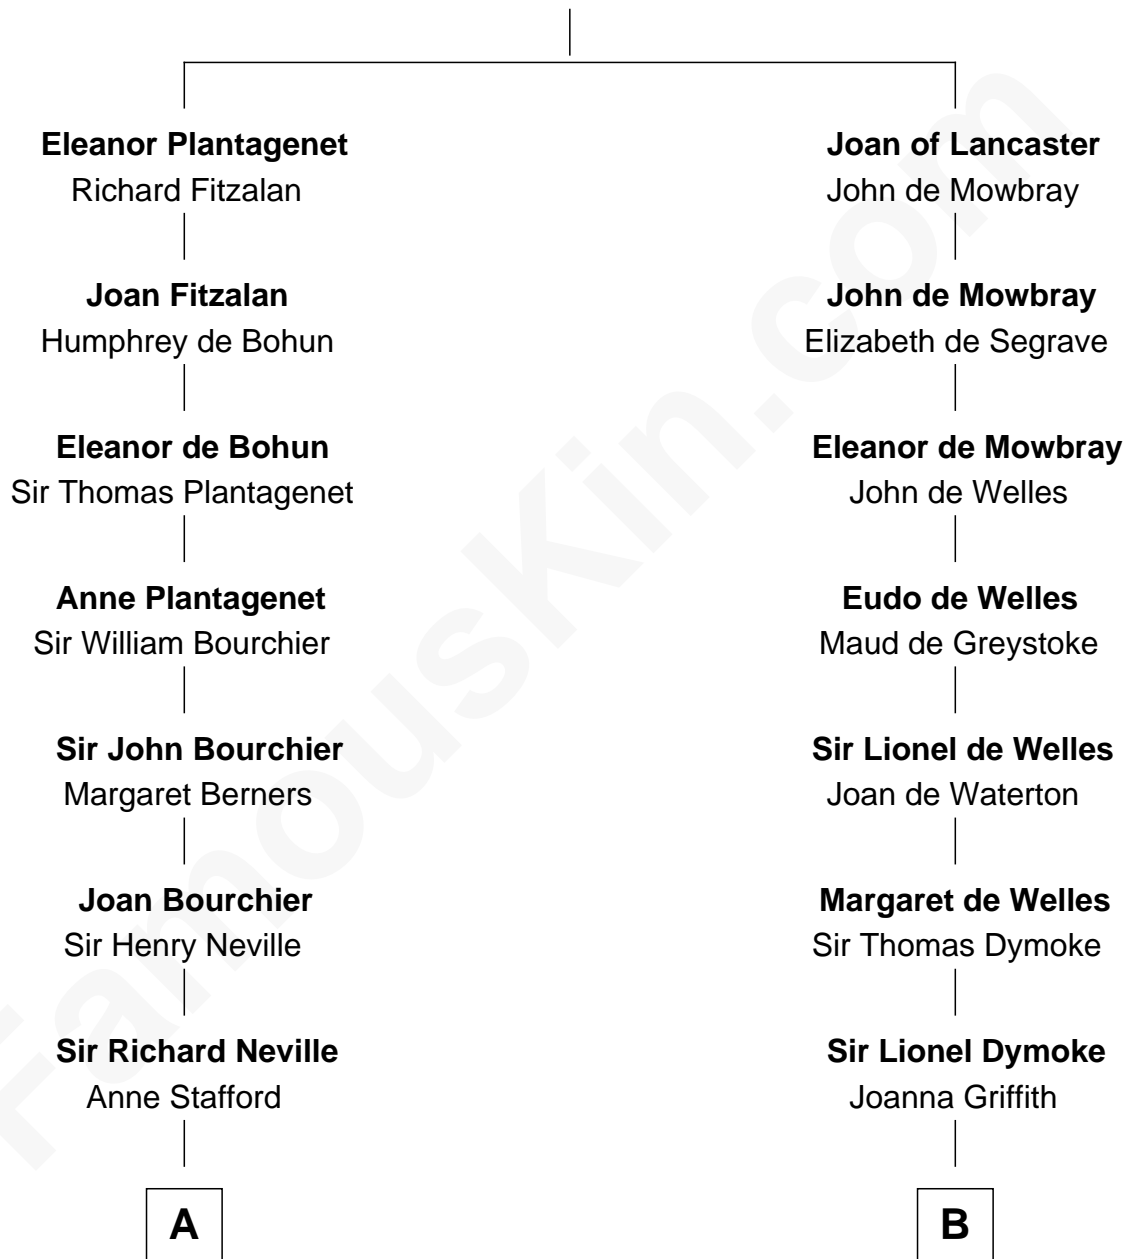 Eleanor Plantagenet
Richard Fitzalan
Joan Fitzalan
Humphrey de Bohun
Eleanor de Bohun
Sir Thomas Plantagenet
Anne Plantagenet
Sir William Bourchier
Sir John Bourchier
Margaret Berners
Joan Bourchier
Sir Henry Neville
Sir Richard Neville
Anne Stafford
A
Joan of Lancaster
John de Mowbray
John de Mowbray
Elizabeth de Segrave
Eleanor de Mowbray
John de Welles
Eudo de Welles
Maud de Greystoke
Sir Lionel de Welles
Joan de Waterton
Margaret de Welles
Sir Thomas Dymoke
Sir Lionel Dymoke
Joanna Griffith
B
FamousKin.com